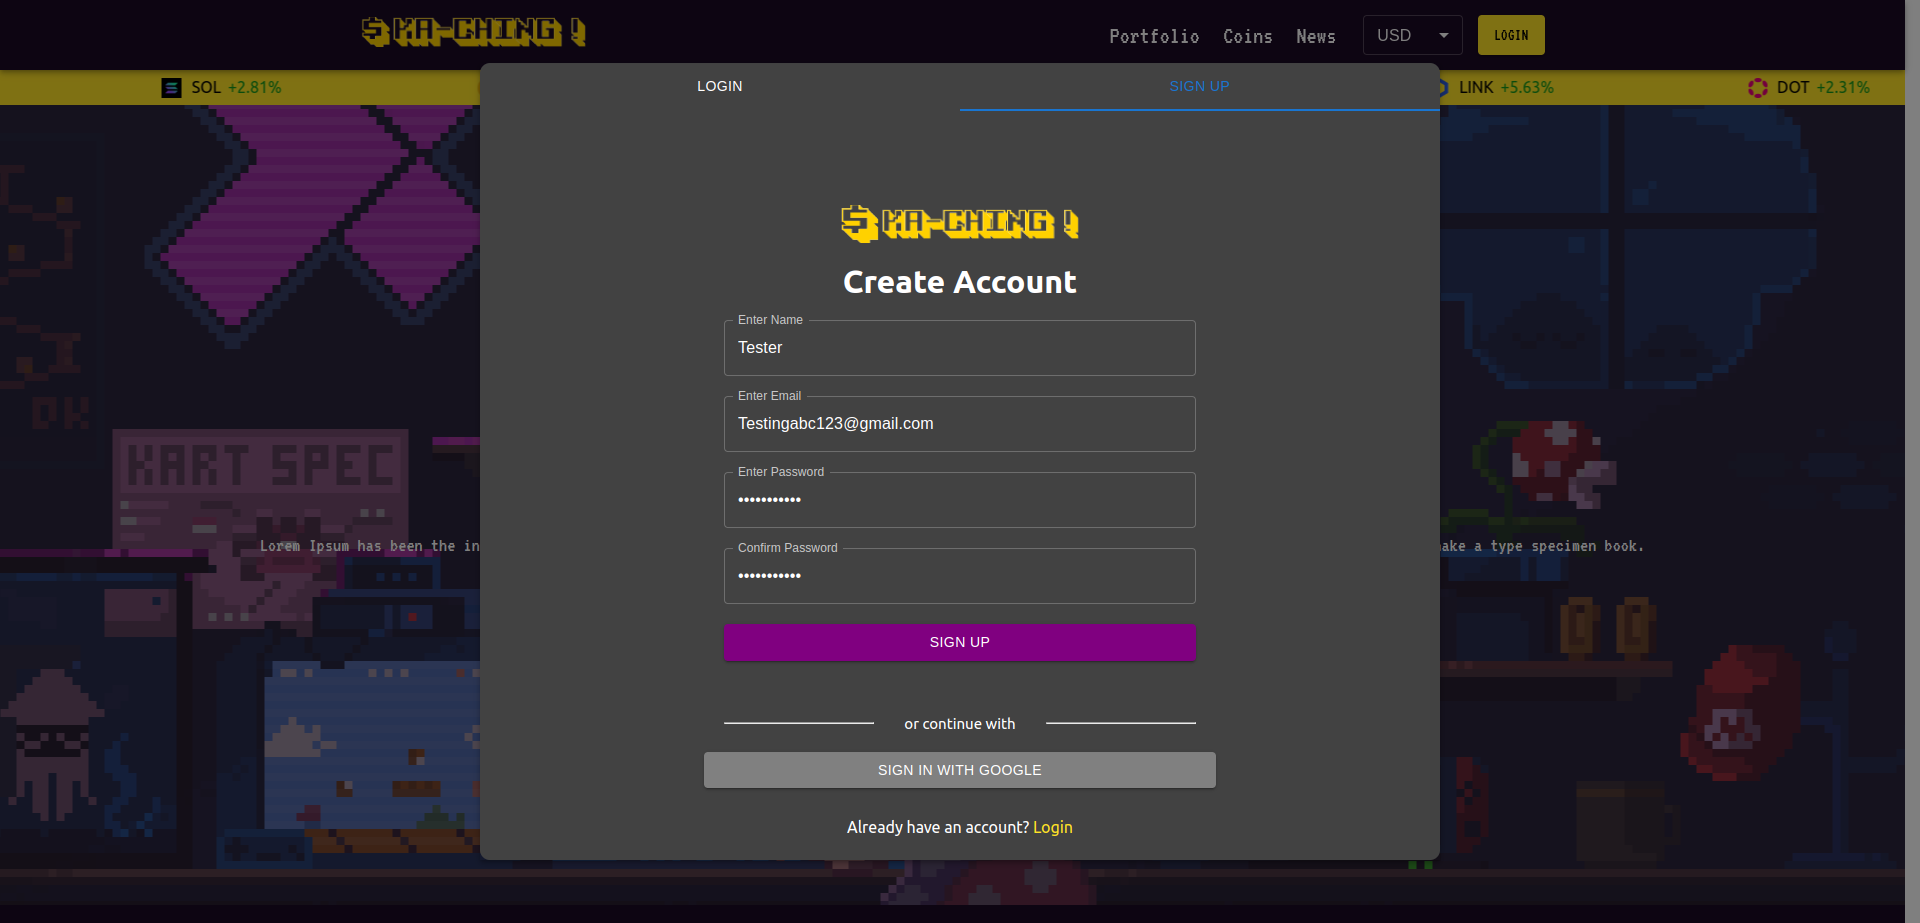 $ KA-CHING !
Portfolio Coins News USD LOGIN
SOL +2.81%
LINK +5.63%
DOT +2.31%
LOGIN
SIGN UP
$ KA-CHING !
Create Account
Enter Name
Tester
Enter Email
Testingabc123@gmail.com
Enter Password
•••••••••••
Confirm Password
•••••••••••
SIGN UP
or continue with
SIGN IN WITH GOOGLE
Already have an account? Login
DK
KART SPEC
Lorem Ipsum has been the in
ake a type specimen book.